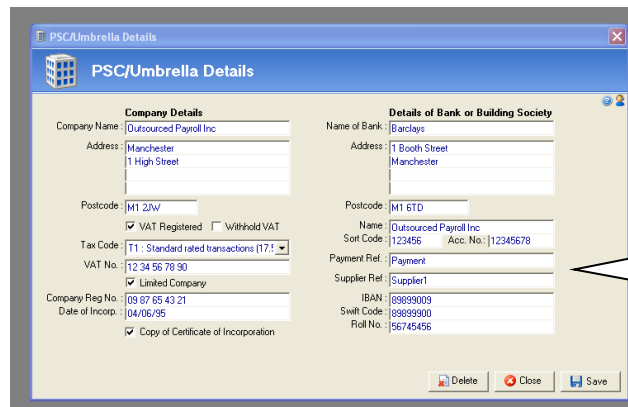 PSC/Umbrella Details
PSC/Umbrella Details
Company Details
Company Name : Outsourced Payroll Inc
Address : Manchester
1 High Street
Postcode : M1 2JW
VAT Registered Withhold VAT
Tax Code : T1 : Standard rated transactions (17.5
VAT No. : 12 34 56 78 90
Limited Company
Company Reg No. : 09 87 65 43 21
Date of Incorp. : 04/06/95
Copy of Certificate of Incorporation
Details of Bank or Building Society
Name of Bank : Barclays
Address : 1 Booth Street
Manchester
Postcode : M1 6TD
Name : Outsourced Payroll Inc
Sort Code : 123456 Acc. No.: 12345678
Payment Ref. : Payment
Supplier Ref : Supplier1
IBAN : 89899009
Swift Code : 89899900
Roll No. : 56745456
Delete Close Save